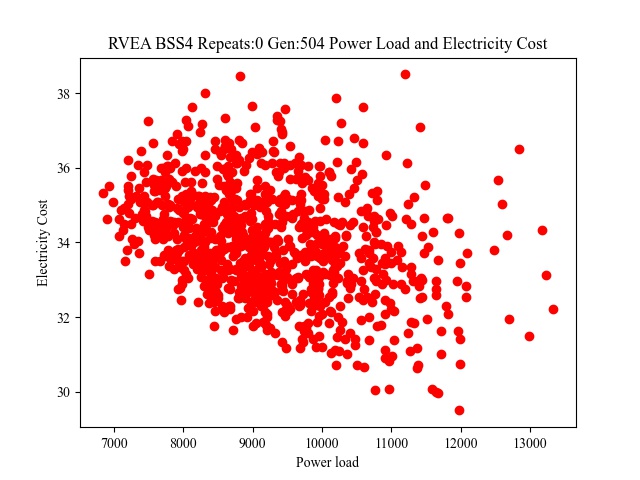 RVEA BSS4 Repeats:0 Gen:504 Power Load and Electricity Cost
Electricity Cost
38
36
34
32
30
7000 8000 9000 10000 11000 12000 13000
Power load